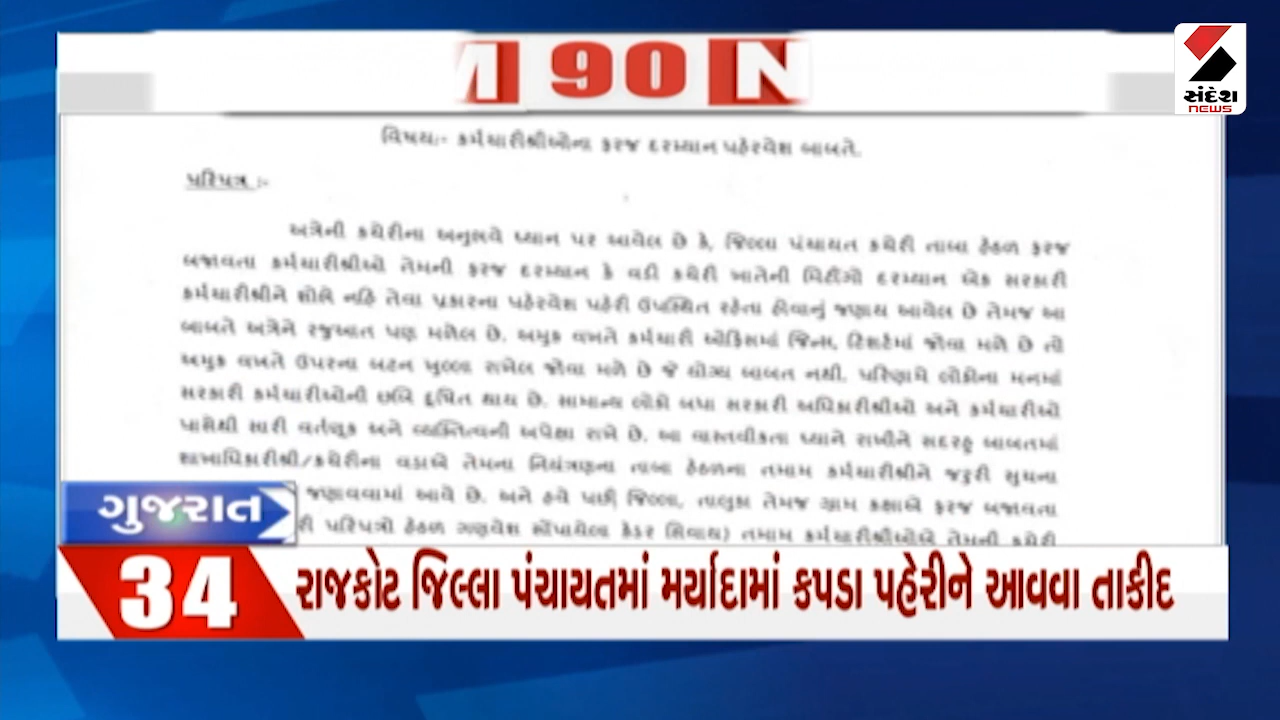 M 90 N
સંદેશ
NEWS
વિષયઃ- કર્મચારીશ્રીઓના ફરજ દરમ્યાન પહેરવેશ બાબતે.
પરિપત્ર :-
અત્રેની કચેરીના અનુભવે ધ્યાન પર આવેલ છે કે, જિલ્લા પંચાયત કચેરી તાબા હેઠળ ફરજ
બજાવતા કર્મચારીશ્રીઓ તેમની ફરજ દરમ્યાન કે વડી કચેરી ખાતેની મિટીંગો દરમ્યાન એક સરકારી
કર્મચારીશ્રીને શોભે નહિ તેવા પ્રકારના પહેરવેશ પહેરી ઉપસ્થિત રહેતા હોવાનું જણાય આવેલ છે તેમજ આ
બાબતે અત્રેને રજુઆત પણ મળેલ છે. અમુક વખતે કર્મચારી ઓફિસમાં જિન્સ, ટિશર્ટમાં જોવા મળે છે તો
અમુક વખતે ઉપરના બટન ખુલ્લા રાખેલ જોવા મળે છે જે યોગ્ય બાબત નથી. પરિણામે લોકોના મનમાં
સરકારી કર્મચારીઓની છબિ દૂષિત થાય છે. સામાન્ય લોકો બધા સરકારી અધિકારીશ્રીઓ અને કર્મચારીઓ
પાસેથી સારી વર્તણૂક અને વ્યક્તિત્વની અપેક્ષા રાખે છે. આ વાસ્તવીકતા ધ્યાને રાખીને સદરહુ બાબતમાં
શાખાધિકારીશ્રી/કચેરીના વડાએ તેમના નિયંત્રણના તાબા હેઠળના તમામ કર્મચારીશ્રીને જરુરી સુચના
જણાવવામાં આવે છે. અને હવે પછી જિલ્લા, તાલુકા તેમજ ગ્રામ કક્ષાએ ફરજ બજાવતા
રી પરિપત્રો હેઠળ ગણવેશ સોંપાયેલા કેડર સિવાય) તમામ કર્મચારીશ્રીઓએ તેમની કચેરી
ગુજરાત
34
રાજકોટ જિલ્લા પંચાયતમાં મર્યાદામાં કપડા પહેરીને આવવા તાકીદ